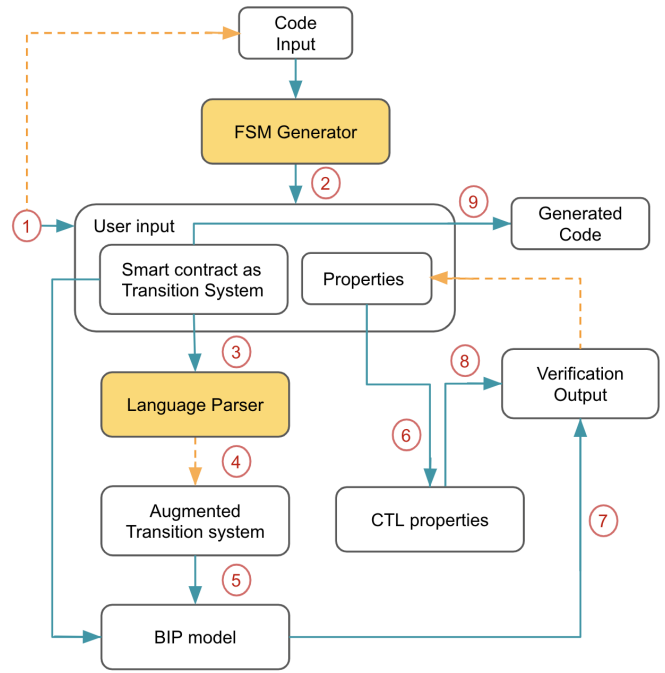 Code
Input
FSM Generator
2
1
User input
9
Generated
Code
Smart contract as
Transition System
Properties
3
8
Verification
Output
Language Parser
6
4
Augmented
Transition system
CTL properties
7
5
BIP model